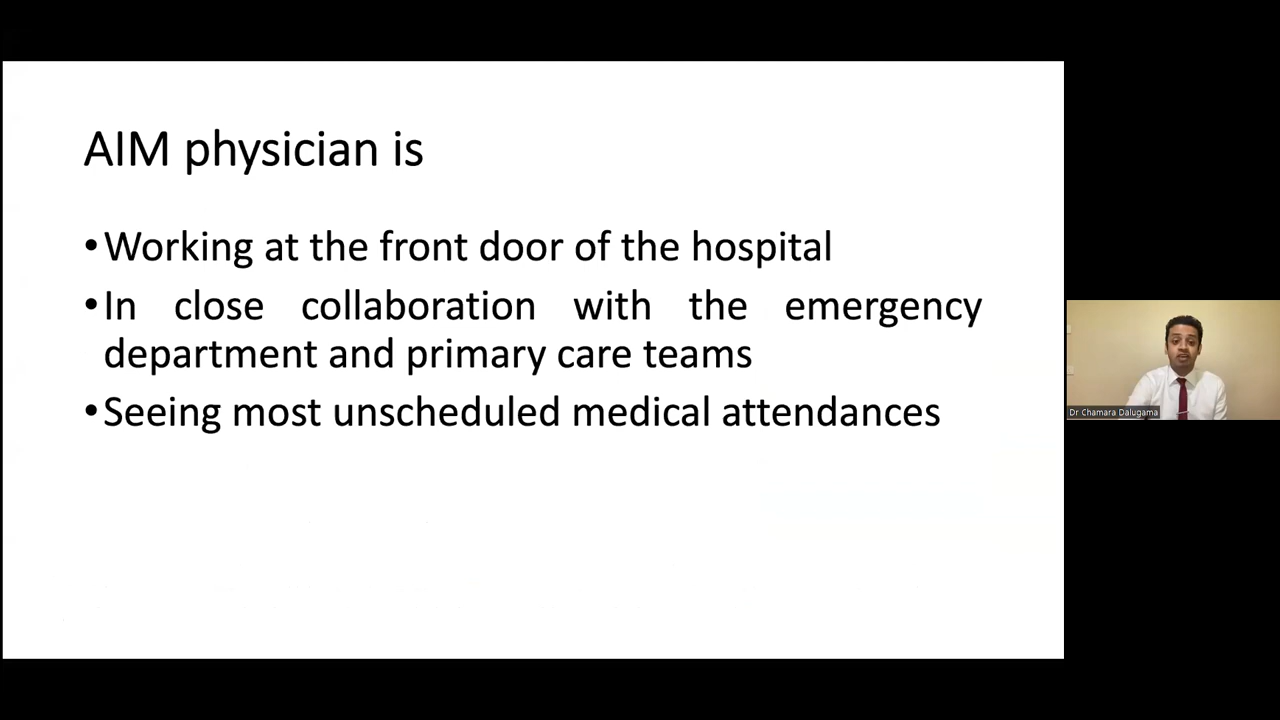 AIM physician is
•Working at the front door of the hospital
•In close collaboration with the emergency
department and primary care teams
•Seeing most unscheduled medical attendances
Dr Chamara Dalugama